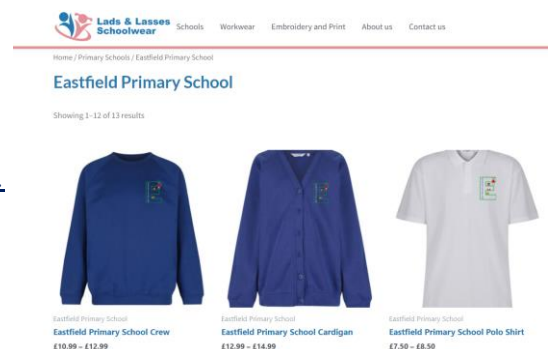 Lads & Lasses
Schoolwear
Schools Workwear Embroidery and Print About us Contact us
Home / Primary Schools / Eastfield Primary School
Eastfield Primary School
Showing 1–12 of 13 results
E E E
Eastfield Primary School Eastfield Primary School Eastfield Primary School
Eastfield Primary School Crew Eastfield Primary School Cardigan Eastfield Primary School Polo Shirt
£10.99 – £12.99 £12.99 – £14.99 £7.50 – £8.50